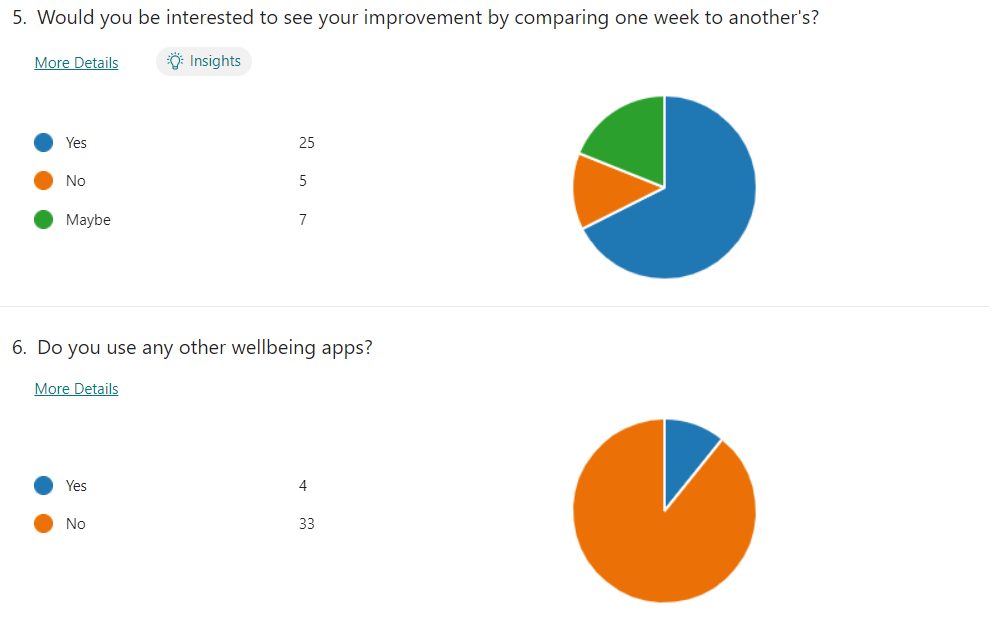 5. Would you be interested to see your improvement by comparing one week to another's?
More Details
Insights
Yes 25
No 5
Maybe 7
6. Do you use any other wellbeing apps?
More Details
Yes 4
No 33